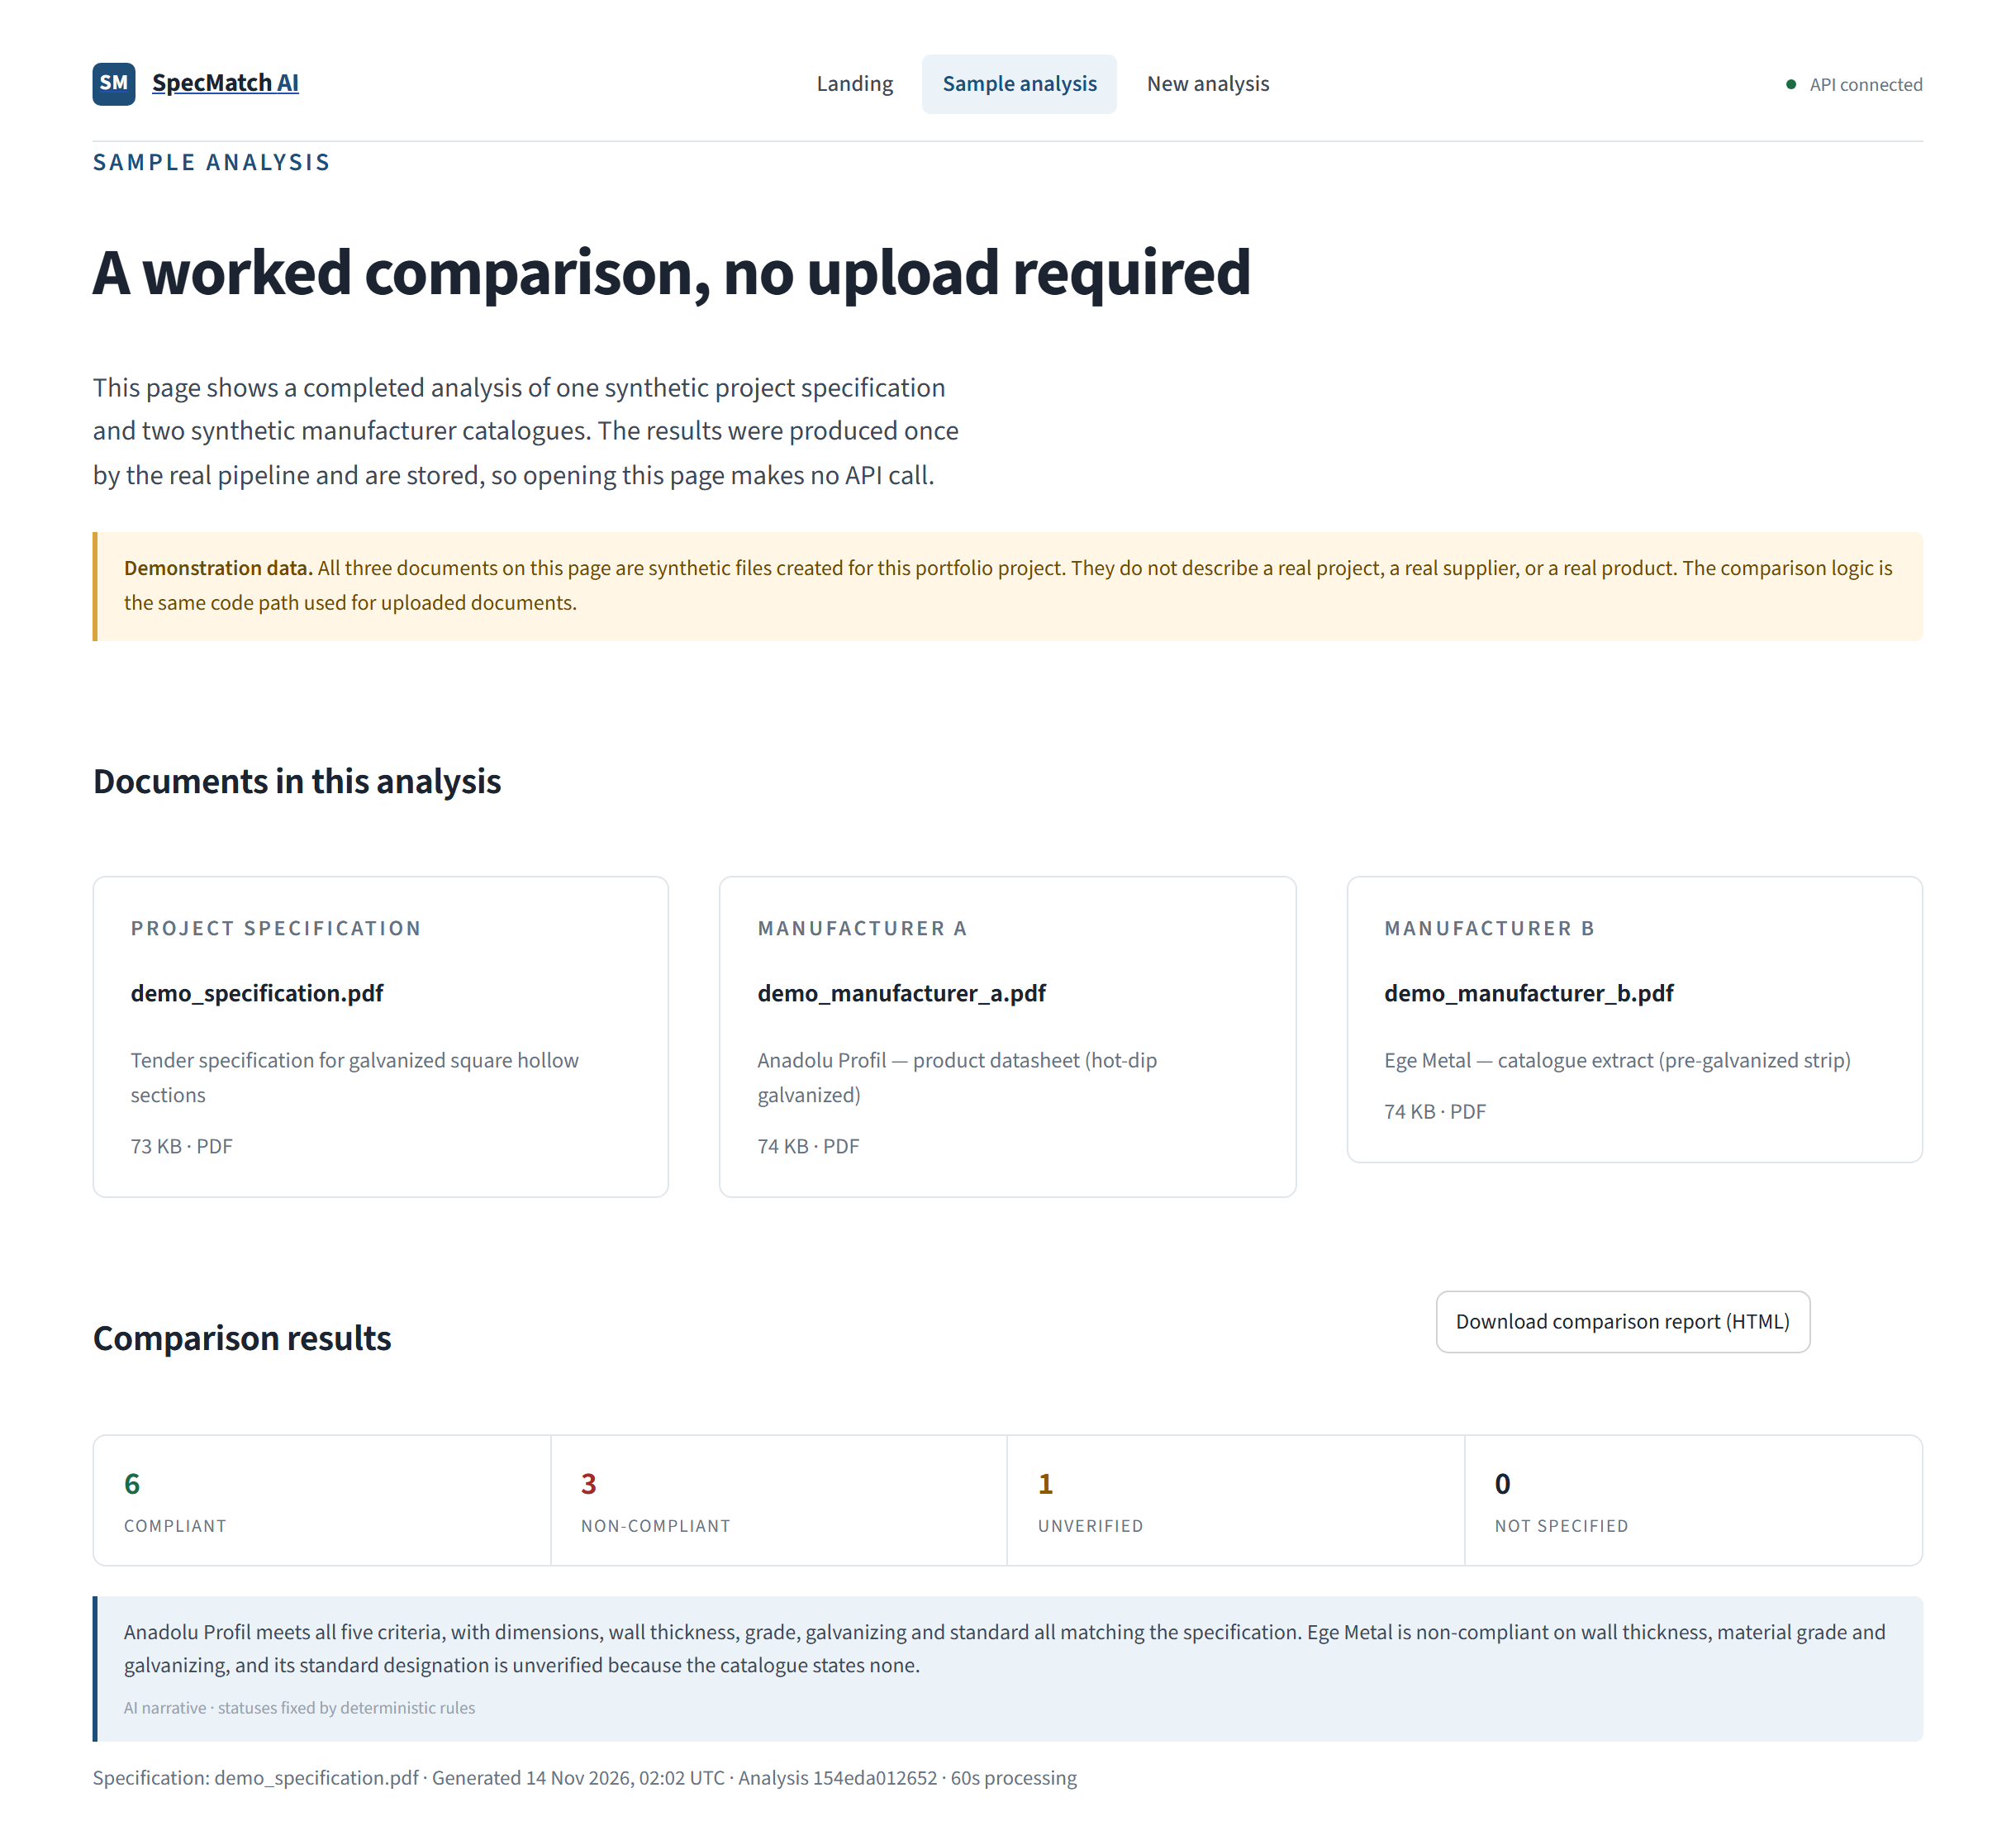 SM SpecMatch AI
Landing
Sample analysis
New analysis
API connected
SAMPLE ANALYSIS
A worked comparison, no upload required
This page shows a completed analysis of one synthetic project specification
and two synthetic manufacturer catalogues. The results were produced once
by the real pipeline and are stored, so opening this page makes no API call.
Demonstration data. All three documents on this page are synthetic files created for this portfolio project. They do not describe a real project, a real supplier, or a real product. The comparison logic is
the same code path used for uploaded documents.
Documents in this analysis
PROJECT SPECIFICATION
demo_specification.pdf
Tender specification for galvanized square hollow
sections
73 KB · PDF
MANUFACTURER A
demo_manufacturer_a.pdf
Anadolu Profil — product datasheet (hot-dip
galvanized)
74 KB · PDF
MANUFACTURER B
demo_manufacturer_b.pdf
Ege Metal — catalogue extract (pre-galvanized strip)
74 KB · PDF
Comparison results
Download comparison report (HTML)
6
COMPLIANT
3
NON-COMPLIANT
1
UNVERIFIED
0
NOT SPECIFIED
Anadolu Profil meets all five criteria, with dimensions, wall thickness, grade, galvanizing and standard all matching the specification. Ege Metal is non-compliant on wall thickness, material grade and
galvanizing, and its standard designation is unverified because the catalogue states none.
AI narrative · statuses fixed by deterministic rules
Specification: demo_specification.pdf · Generated 14 Nov 2026, 02:02 UTC · Analysis 154eda012652 · 60s processing